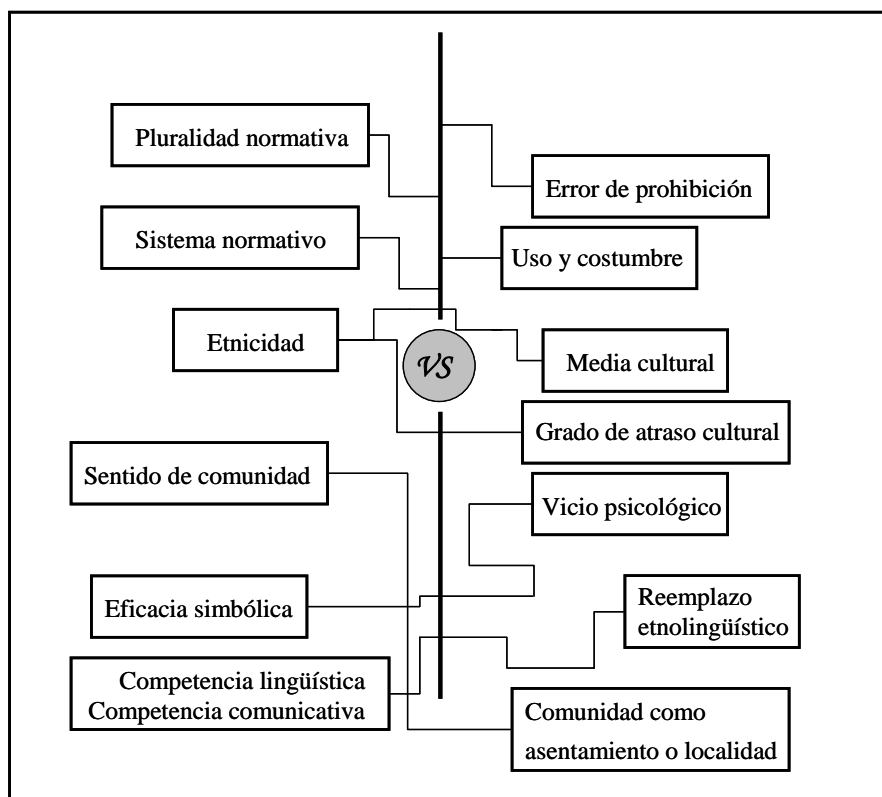 Pluralidad normativa
Error de prohibición
Sistema normativo
Uso y costumbre
Etnicidad
VS
Media cultural
Grado de atraso cultural
Sentido de comunidad
Vicio psicológico
Eficacia simbólica
Reemplazo
etnolingüístico
Competencia lingüística
Competencia comunicativa
Comunidad como
asentamiento o localidad